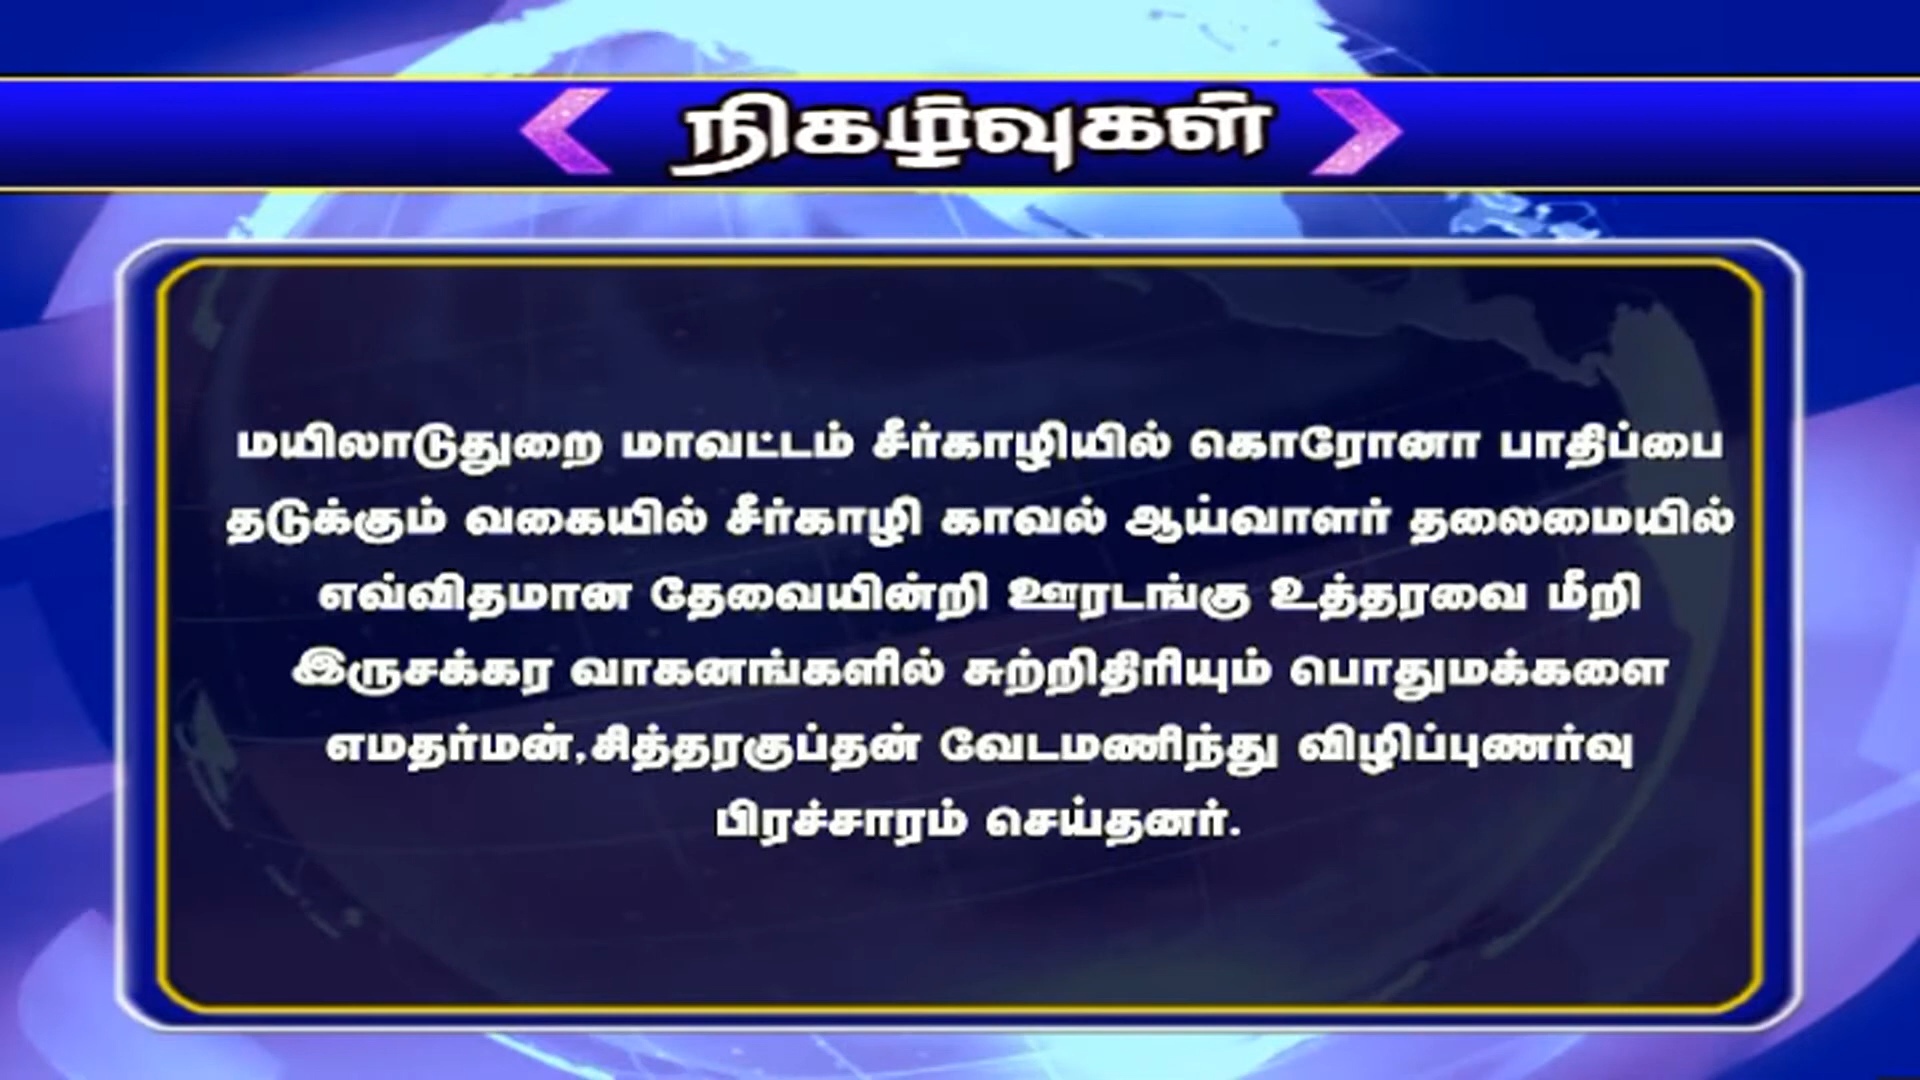 நிகழ்வுகள்
மயிலாடுதுறை மாவட்டம் சீர்காழியில் கொரோனா பாதிப்பை
தடுக்கும் வகையில் சீர்காழி காவல் ஆய்வாளர் தலைமையில்
எவ்விதமான தேவையின்றி ஊரடங்கு உத்தரவை மீறி
இருசக்கர வாகனங்களில் சுற்றிதிரியும் பொதுமக்களை
எமதர்மன்,சித்தரகுப்தன் வேடமணிந்து விழிப்புணர்வு
பிரச்சாரம் செய்தனர்.